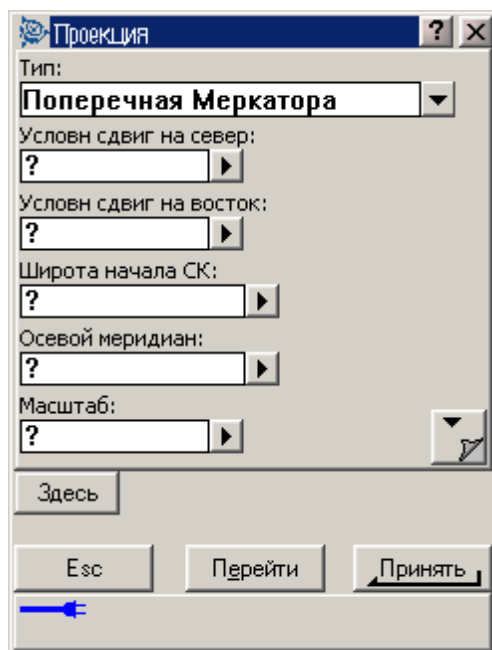 Проекция ? X
Тип:
Поперечная Меркатора
Условн сдвиг на север:
?
Условн сдвиг на восток:
?
Широта начала СК:
?
Осевой меридиан:
?
Масштаб:
?
Здесь
Esc Перейти Принять